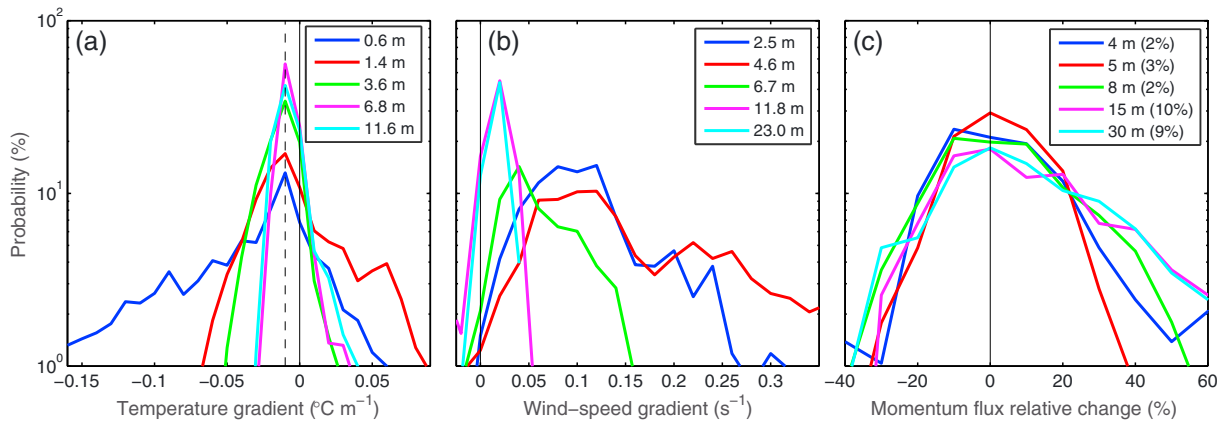 10²
10¹
10⁰
Probability (%)
(a)
0.6 m
1.4 m
3.6 m
6.8 m
11.6 m
−0.15
−0.1
−0.05
0
0.05
Temperature gradient (°C m⁻¹)
(b)
2.5 m
4.6 m
6.7 m
11.8 m
23.0 m
0
0.05
0.1
0.15
0.2
0.25
0.3
Wind−speed gradient (s⁻¹)
(c)
4 m (2%)
5 m (3%)
8 m (2%)
15 m (10%)
30 m (9%)
−40
−20
0
20
40
60
Momentum flux relative change (%)